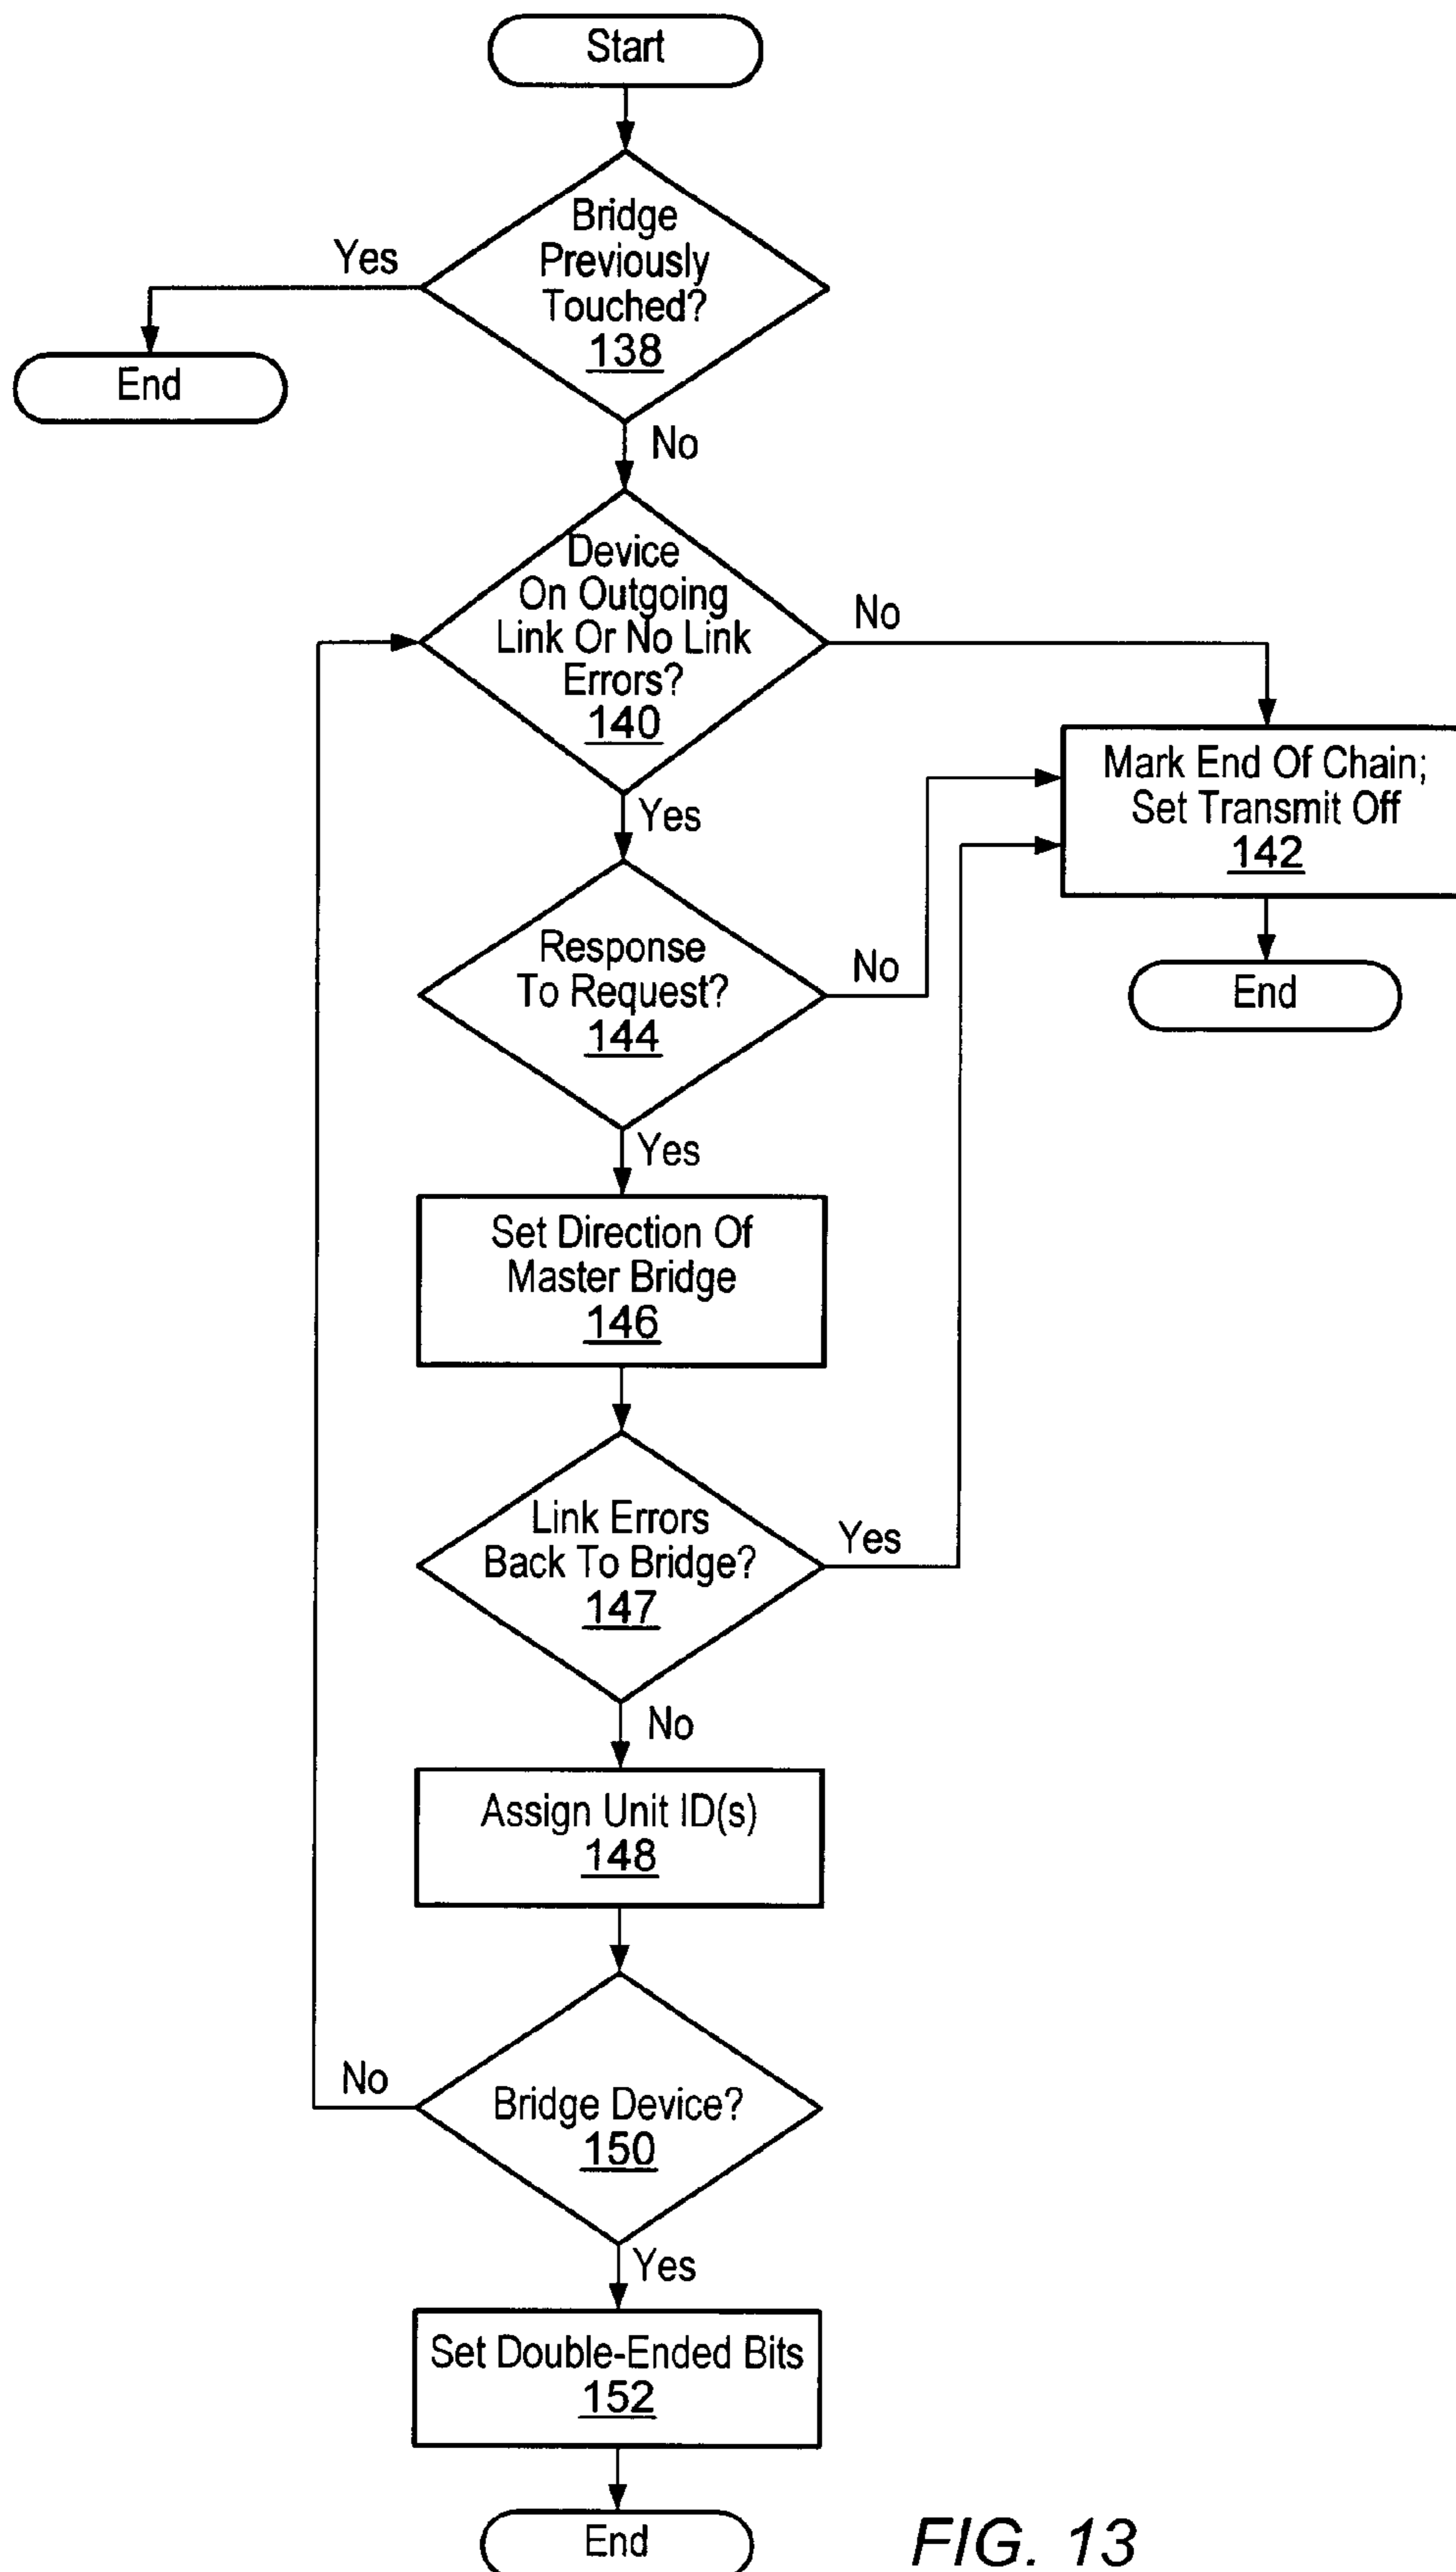 Start
Bridge
Previously
Touched?
138
Yes
End
No
Device
On Outgoing
Link Or No Link
Errors?
140
No
Mark End Of Chain;
Set Transmit Off
142
End
Yes
Response
To Request?
144
No
Yes
Set Direction Of
Master Bridge
146
Link Errors
Back To Bridge?
147
Yes
No
Assign Unit ID(s)
148
Bridge Device?
150
No
Yes
Set Double-Ended Bits
152
End
FIG. 13